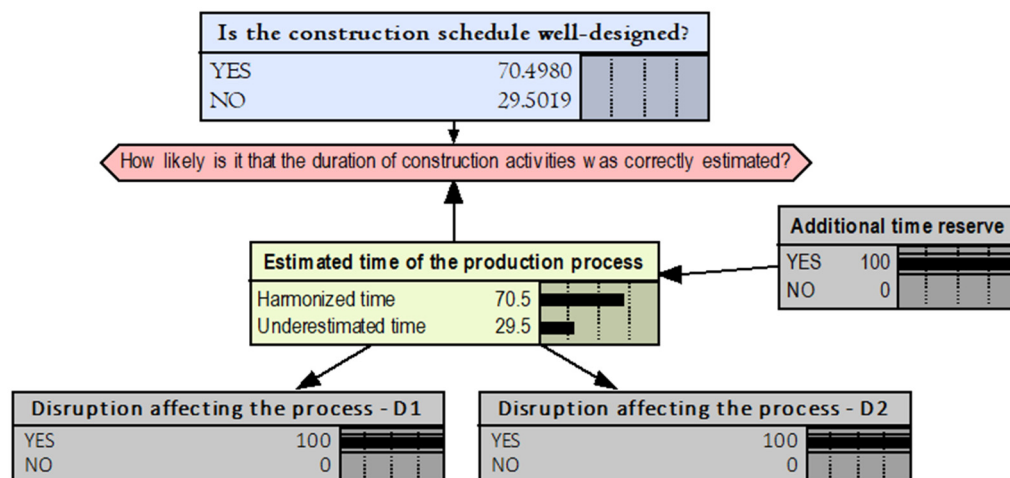 Is the construction schedule well-designed?
YES 70.4980
NO 29.5019
How likely is it that the duration of construction activities was correctly estimated?
Additional time reserve
YES 100
NO 0
Estimated time of the production process
Harmonized time 70.5
Underestimated time 29.5
Disruption affecting the process - D1
YES 100
NO 0
Disruption affecting the process - D2
YES 100
NO 0